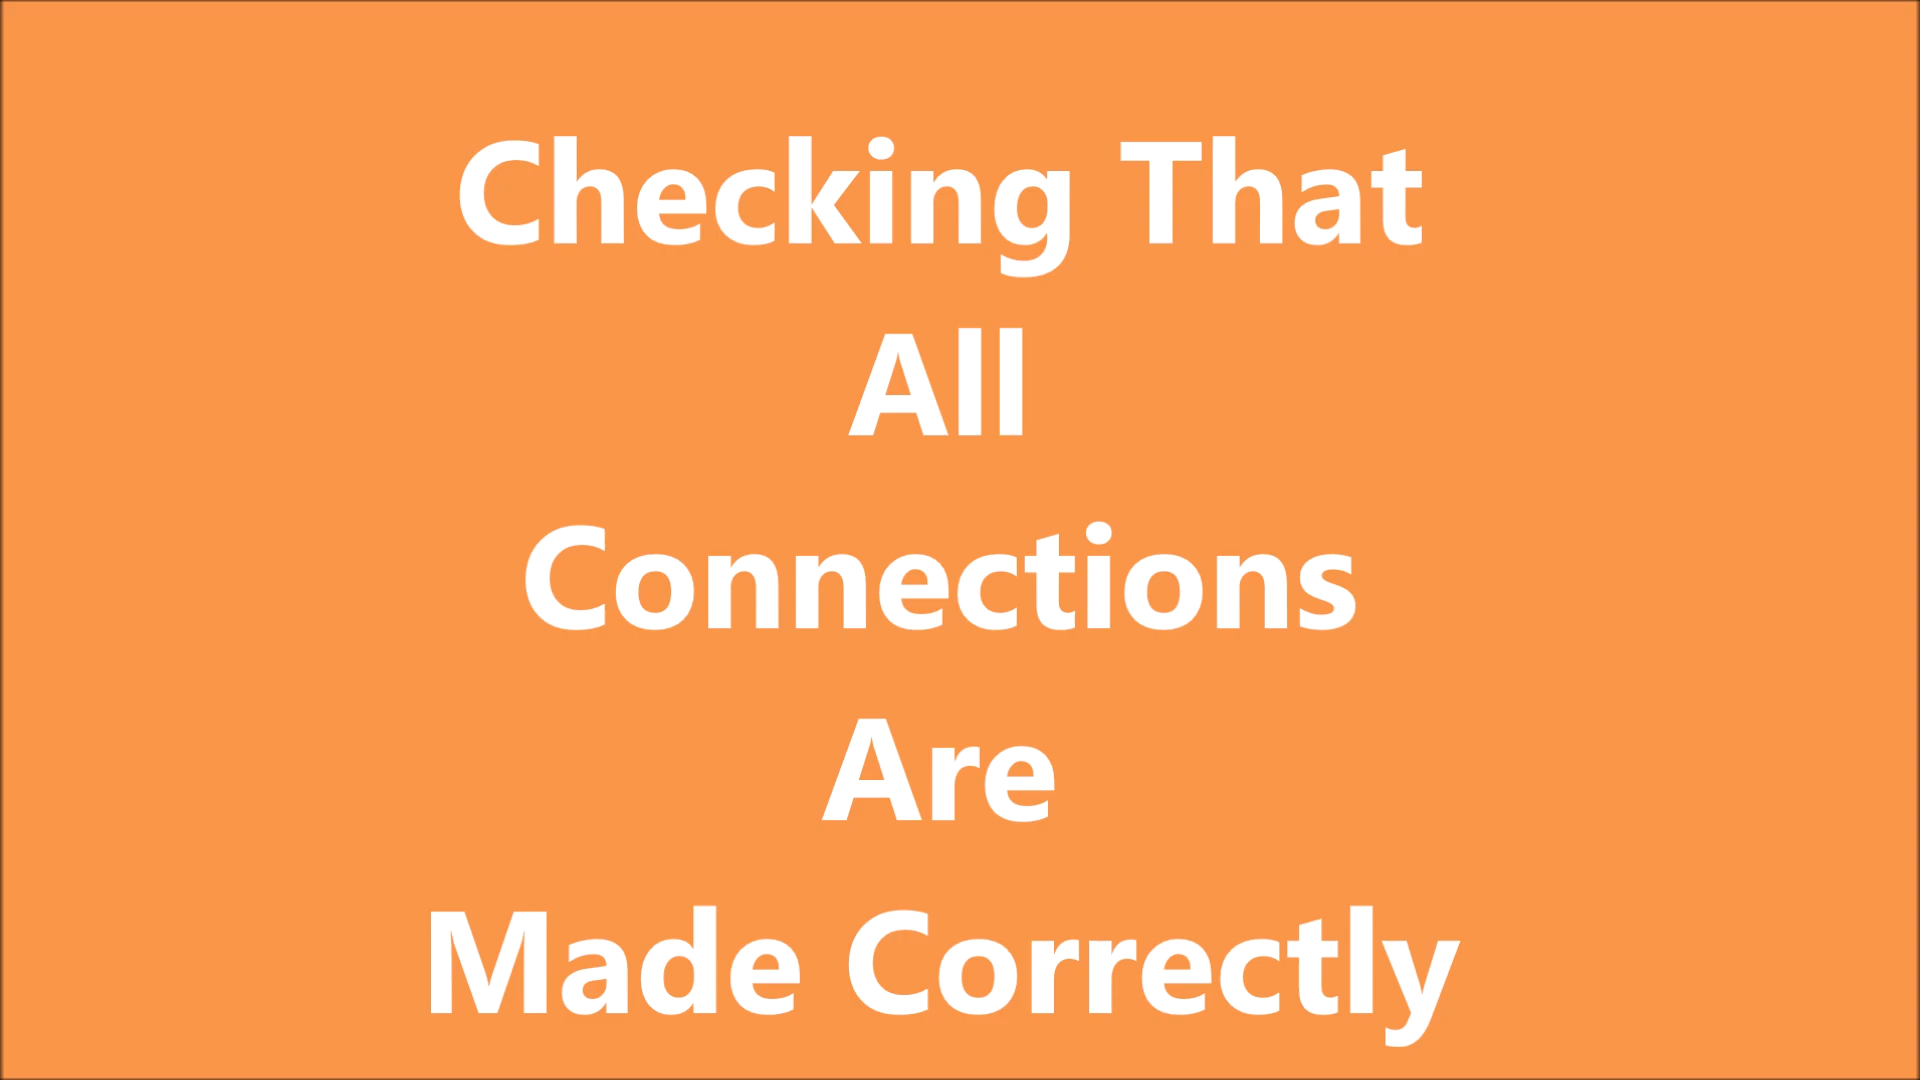 Checking That
All
Connections
Are
Made Correctly